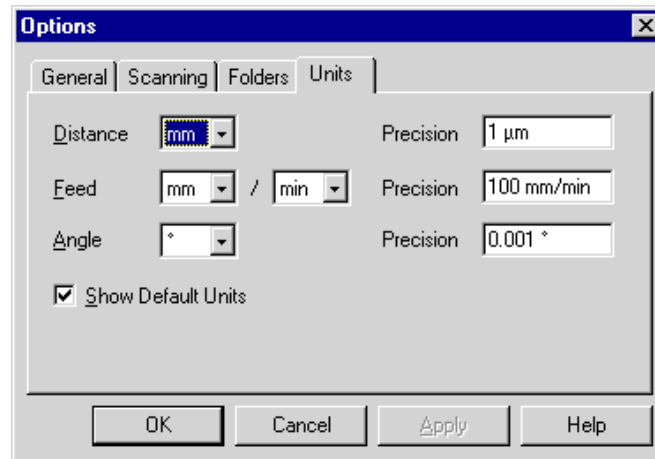 Options
General Scanning Folders Units
Distance mm Precision 1 µm
Feed mm / min Precision 100 mm/min
Angle ° Precision 0.001 °
Show Default Units
OK Cancel Apply Help